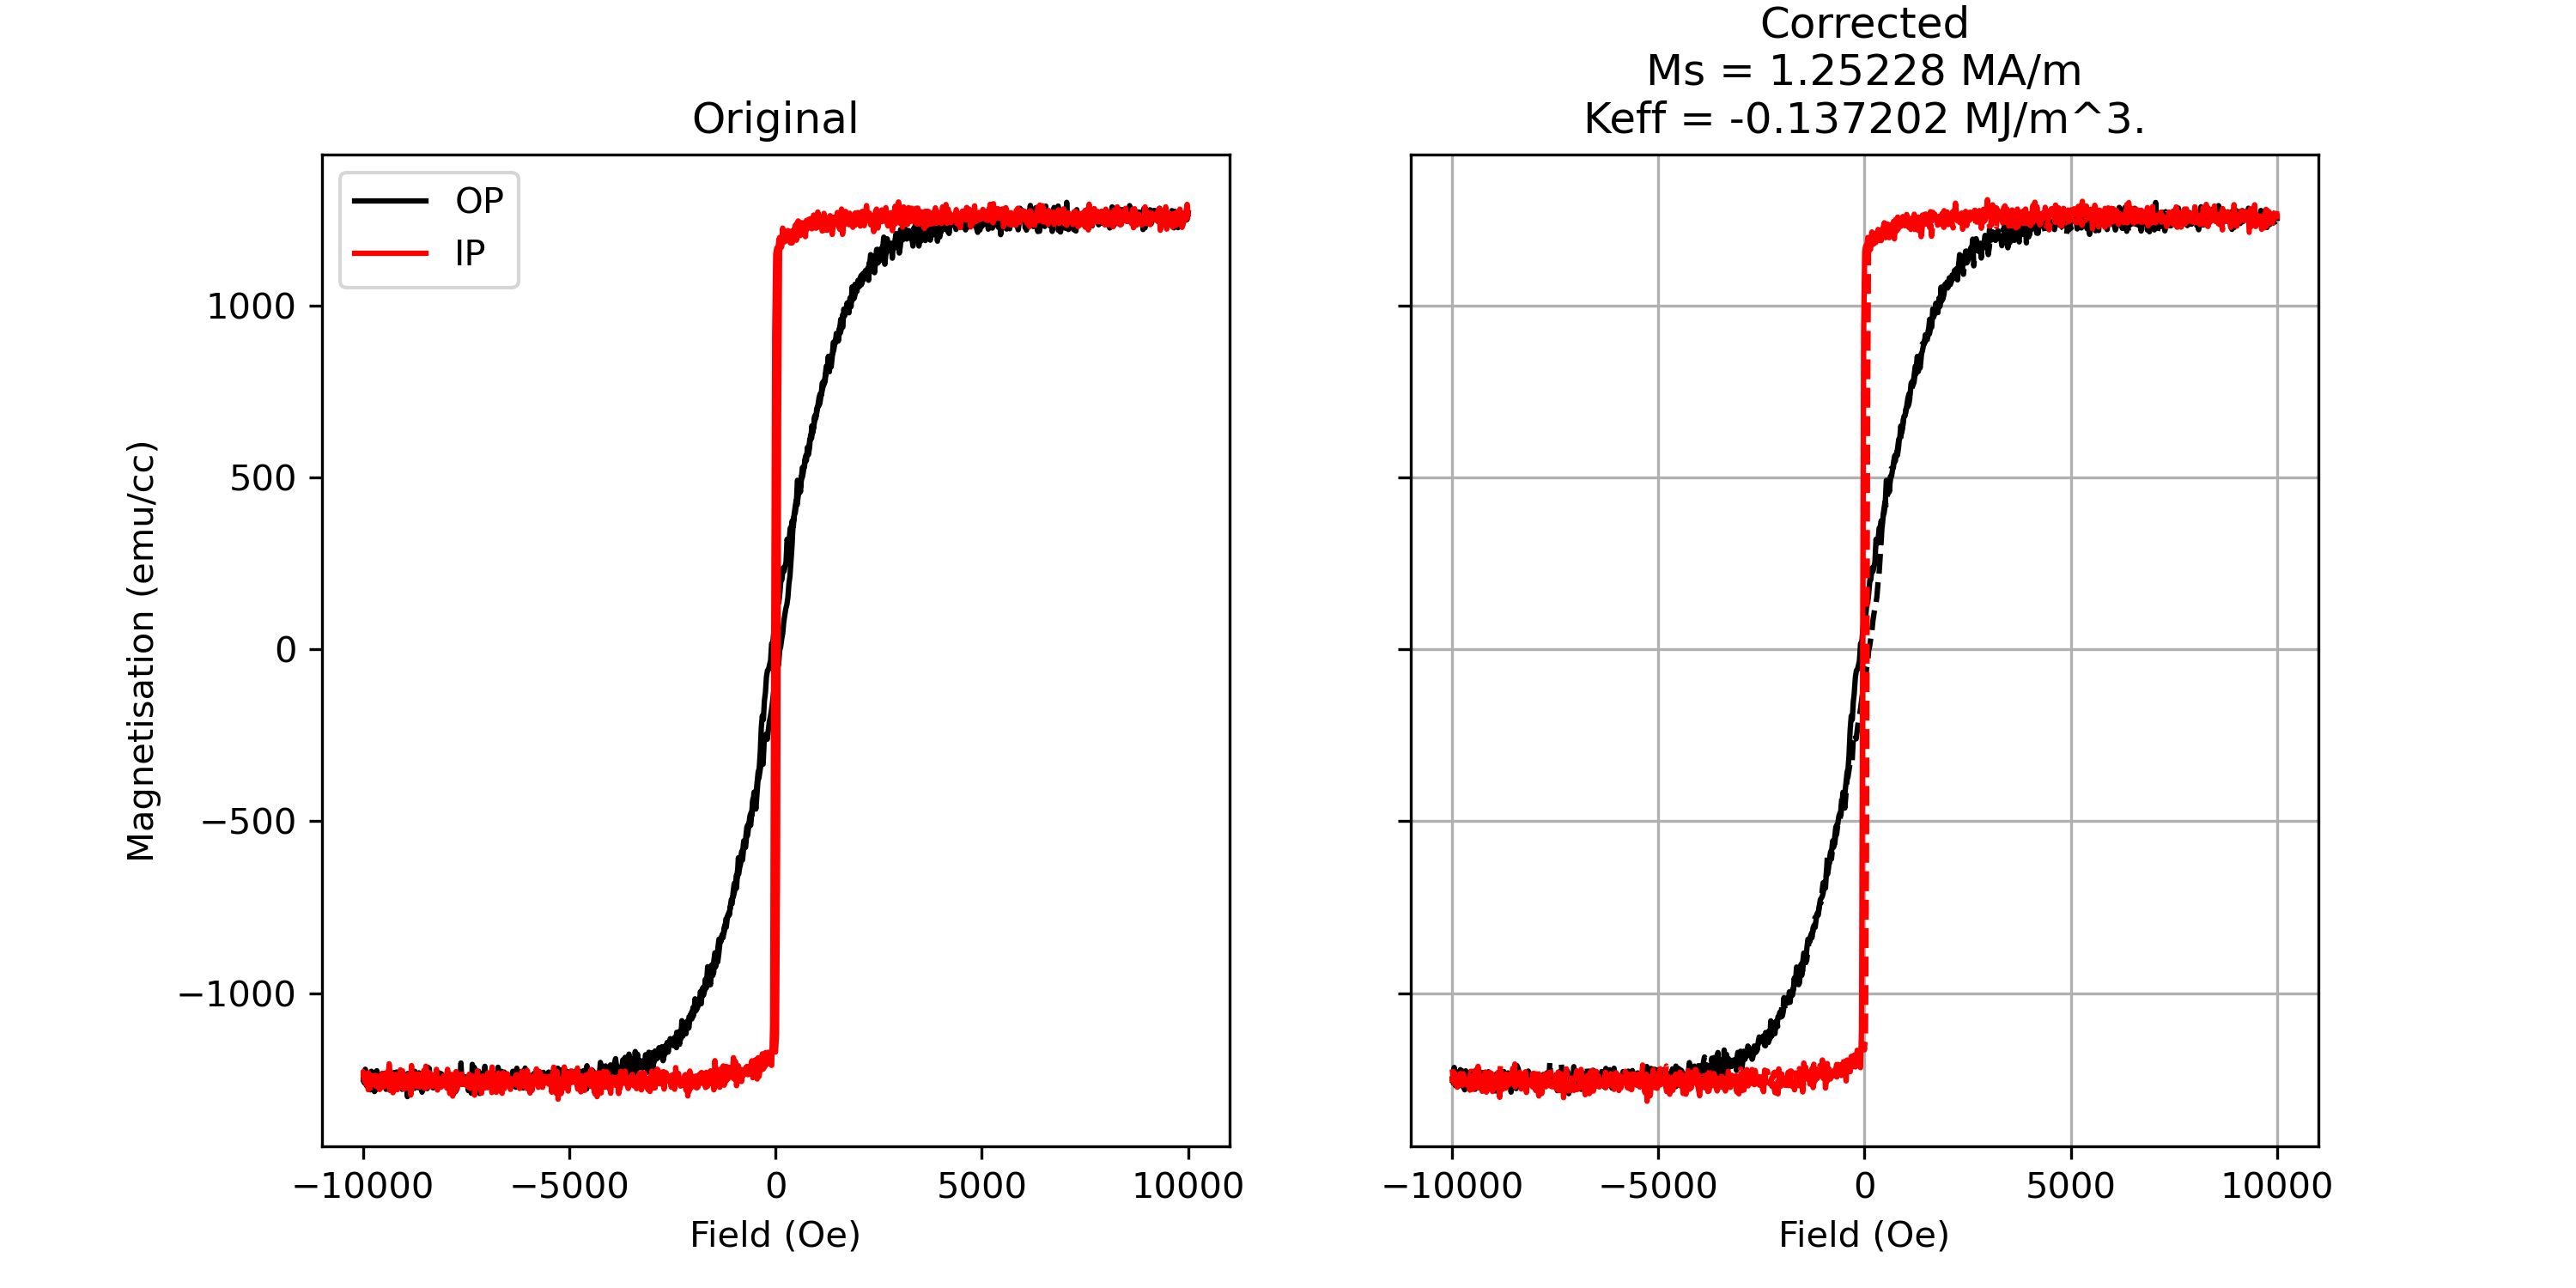 Original
OP
IP
1000
500
0
−500
−1000
Magnetisation (emu/cc)
−10000 −5000 0 5000 10000
Field (Oe)
Corrected
Ms = 1.25228 MA/m
Keff = -0.137202 MJ/m^3.
−10000 −5000 0 5000 10000
Field (Oe)